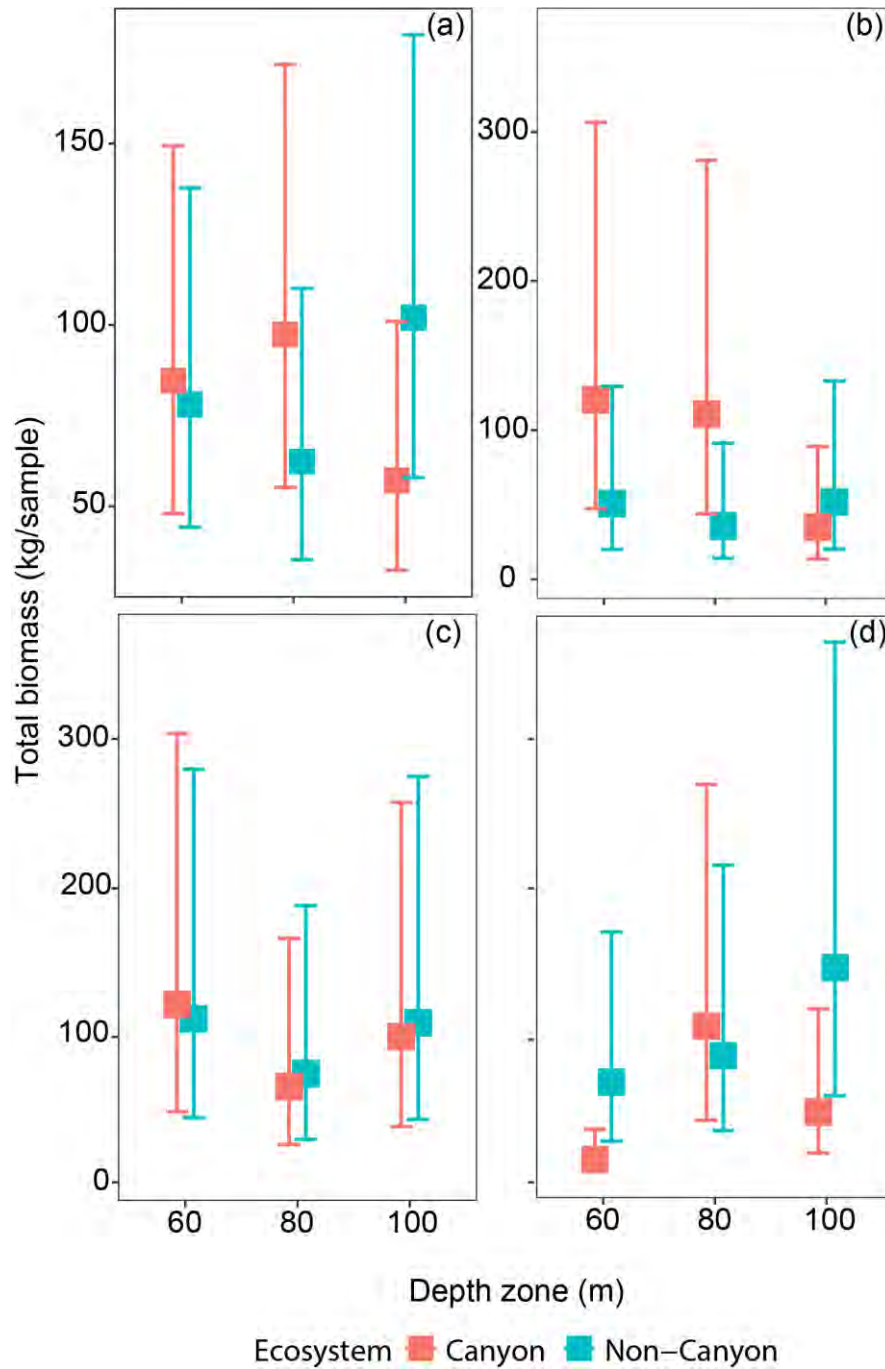 (a)
(b)
150
100
50
300
200
100
0
Total biomass (kg/sample)
(c)
(d)
300
200
100
0
60
80
100
60
80
100
Depth zone (m)
Ecosystem Canyon Non−Canyon